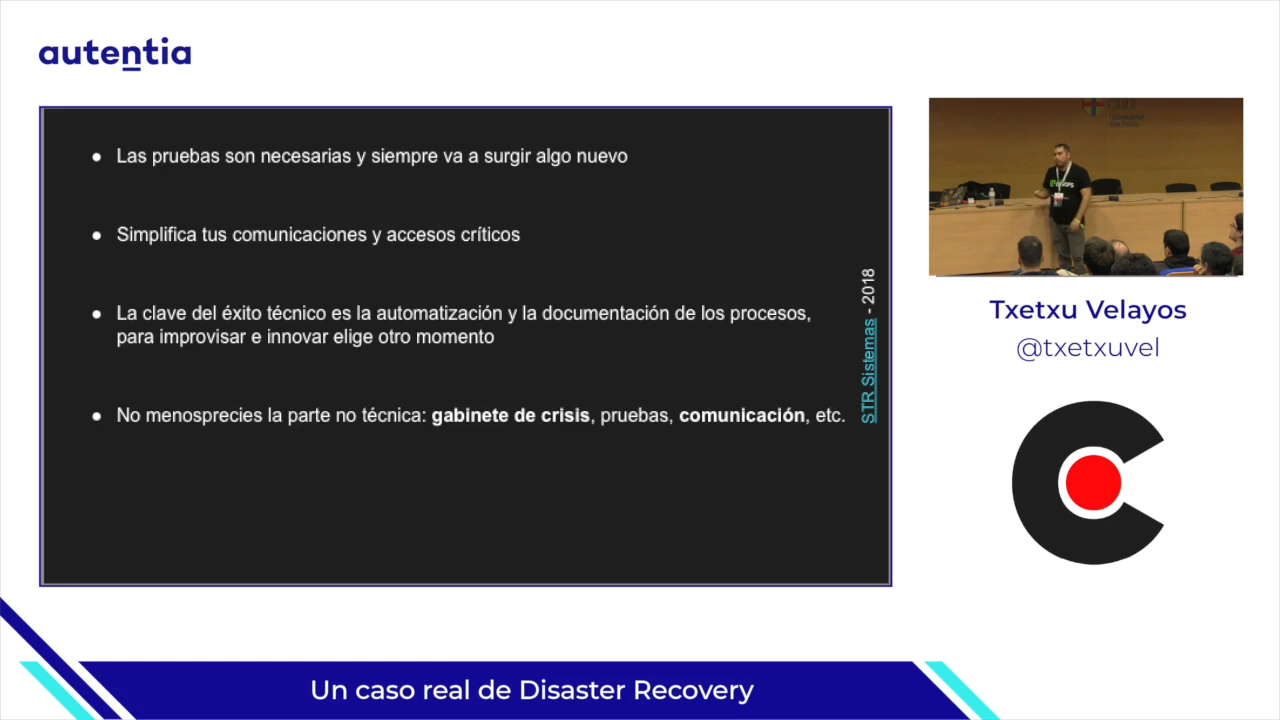 autentia
Las pruebas son necesarias y siempre va a surgir algo nuevo
Simplifica tus comunicaciones y accesos críticos
La clave del éxito técnico es la automatización y la documentación de los procesos,
para improvisar e innovar elige otro momento
No menosprecies la parte no técnica: gabinete de crisis, pruebas, comunicación, etc.
STR Sistemas - 2018
CEU
Txetxu Velayos
@txetxuvel
Un caso real de Disaster Recovery